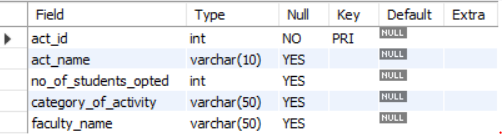 Field Type Null Key Default Extra
act_id int NO PRI NULL
act_name varchar(10) YES NULL
no_of_students_opted int YES NULL
category_of_activity varchar(50) YES NULL
faculty_name varchar(50) YES NULL